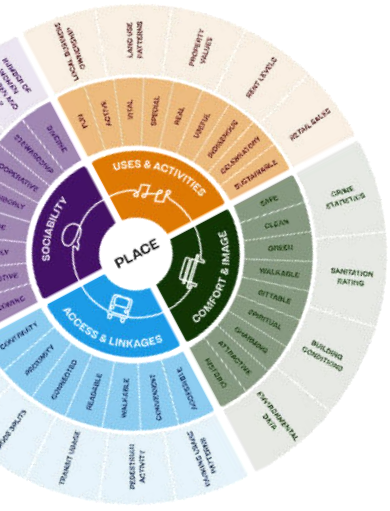 LOCAL BUSINESS
OWNERSHIP
LAND USE
PATTERNS
PROPERTY
VALUES
RENT LEVELS
RETAIL SALES
FUN
ACTIVE
VITAL
SPECIAL
REAL
USEFUL
INDIGENOUS
CELEBRATORY
SUSTAINABLE
USES & ACTIVITIES
SOCIABILITY
PLACE
COMFORT & IMAGE
ACCESS & LINKAGES
SAFE
CLEAN
GREEN
WALKABLE
SITTABLE
SPIRITUAL
CHARMING
ATTRACTIVE
HISTORIC
CRIME
STATISTICS
SANITATION
RATING
BUILDING
CONDITIONS
ENVIRONMENTAL
DATA
CONTINUITY
PROXIMITY
CONNECTED
READABLE
WALKABLE
CONVENIENT
ACCESSIBLE
TRANSIT USAGE
PEDESTRIAN
ACTIVITY
PARKING USAGE
PATTERNS
DIVERSE
STEWARDSHIP